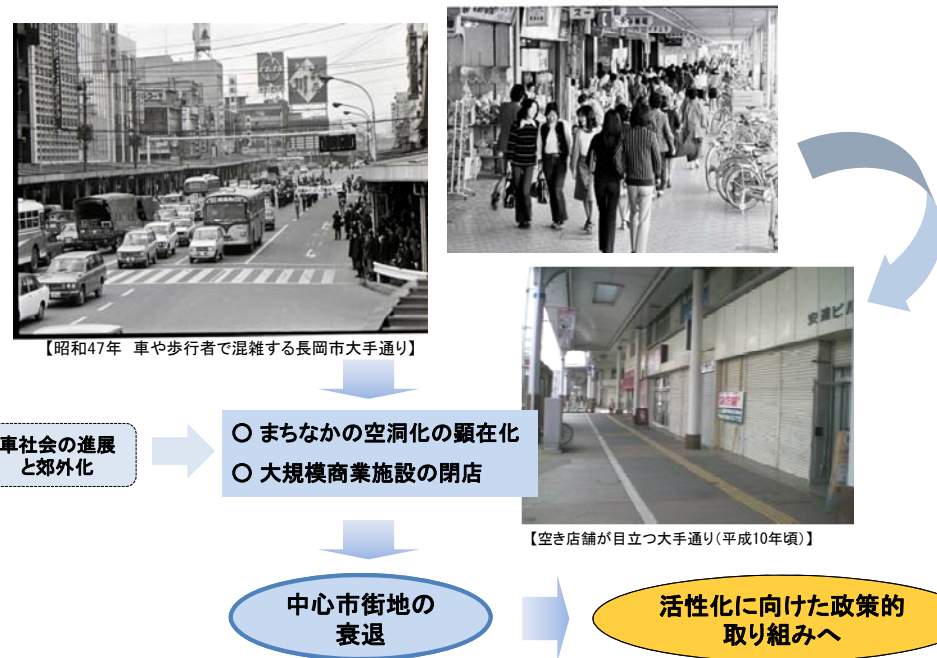 【昭和47年　車や歩行者で混雑する長岡市大手通り】
安達ビル
【空き店舗が目立つ大手通り(平成10年頃)】
車社会の進展
と郊外化
○ まちなかの空洞化の顕在化
○ 大規模商業施設の閉店
中心市街地の
衰退
活性化に向けた政策的
取り組みへ